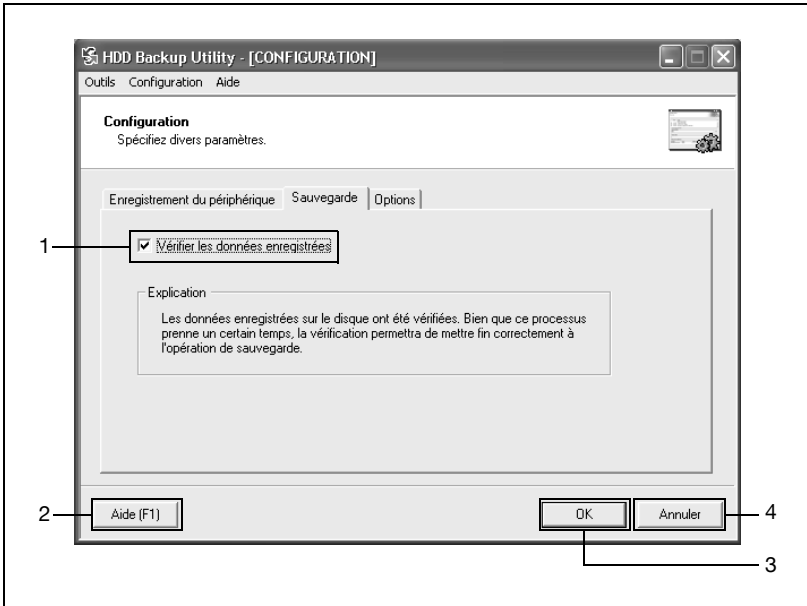 HDD Backup Utility - [CONFIGURATION]
Outils Configuration Aide
Configuration
Spécifiez divers paramètres.
Enregistrement du périphérique Sauvegarde Options
1
Vérifier les données enregistrées
Explication
Les données enregistrées sur le disque ont été vérifiées. Bien que ce processus
prenne un certain temps, la vérification permettra de mettre fin correctement à
l'opération de sauvegarde.
2 Aide (F1) OK Annuler 4
3